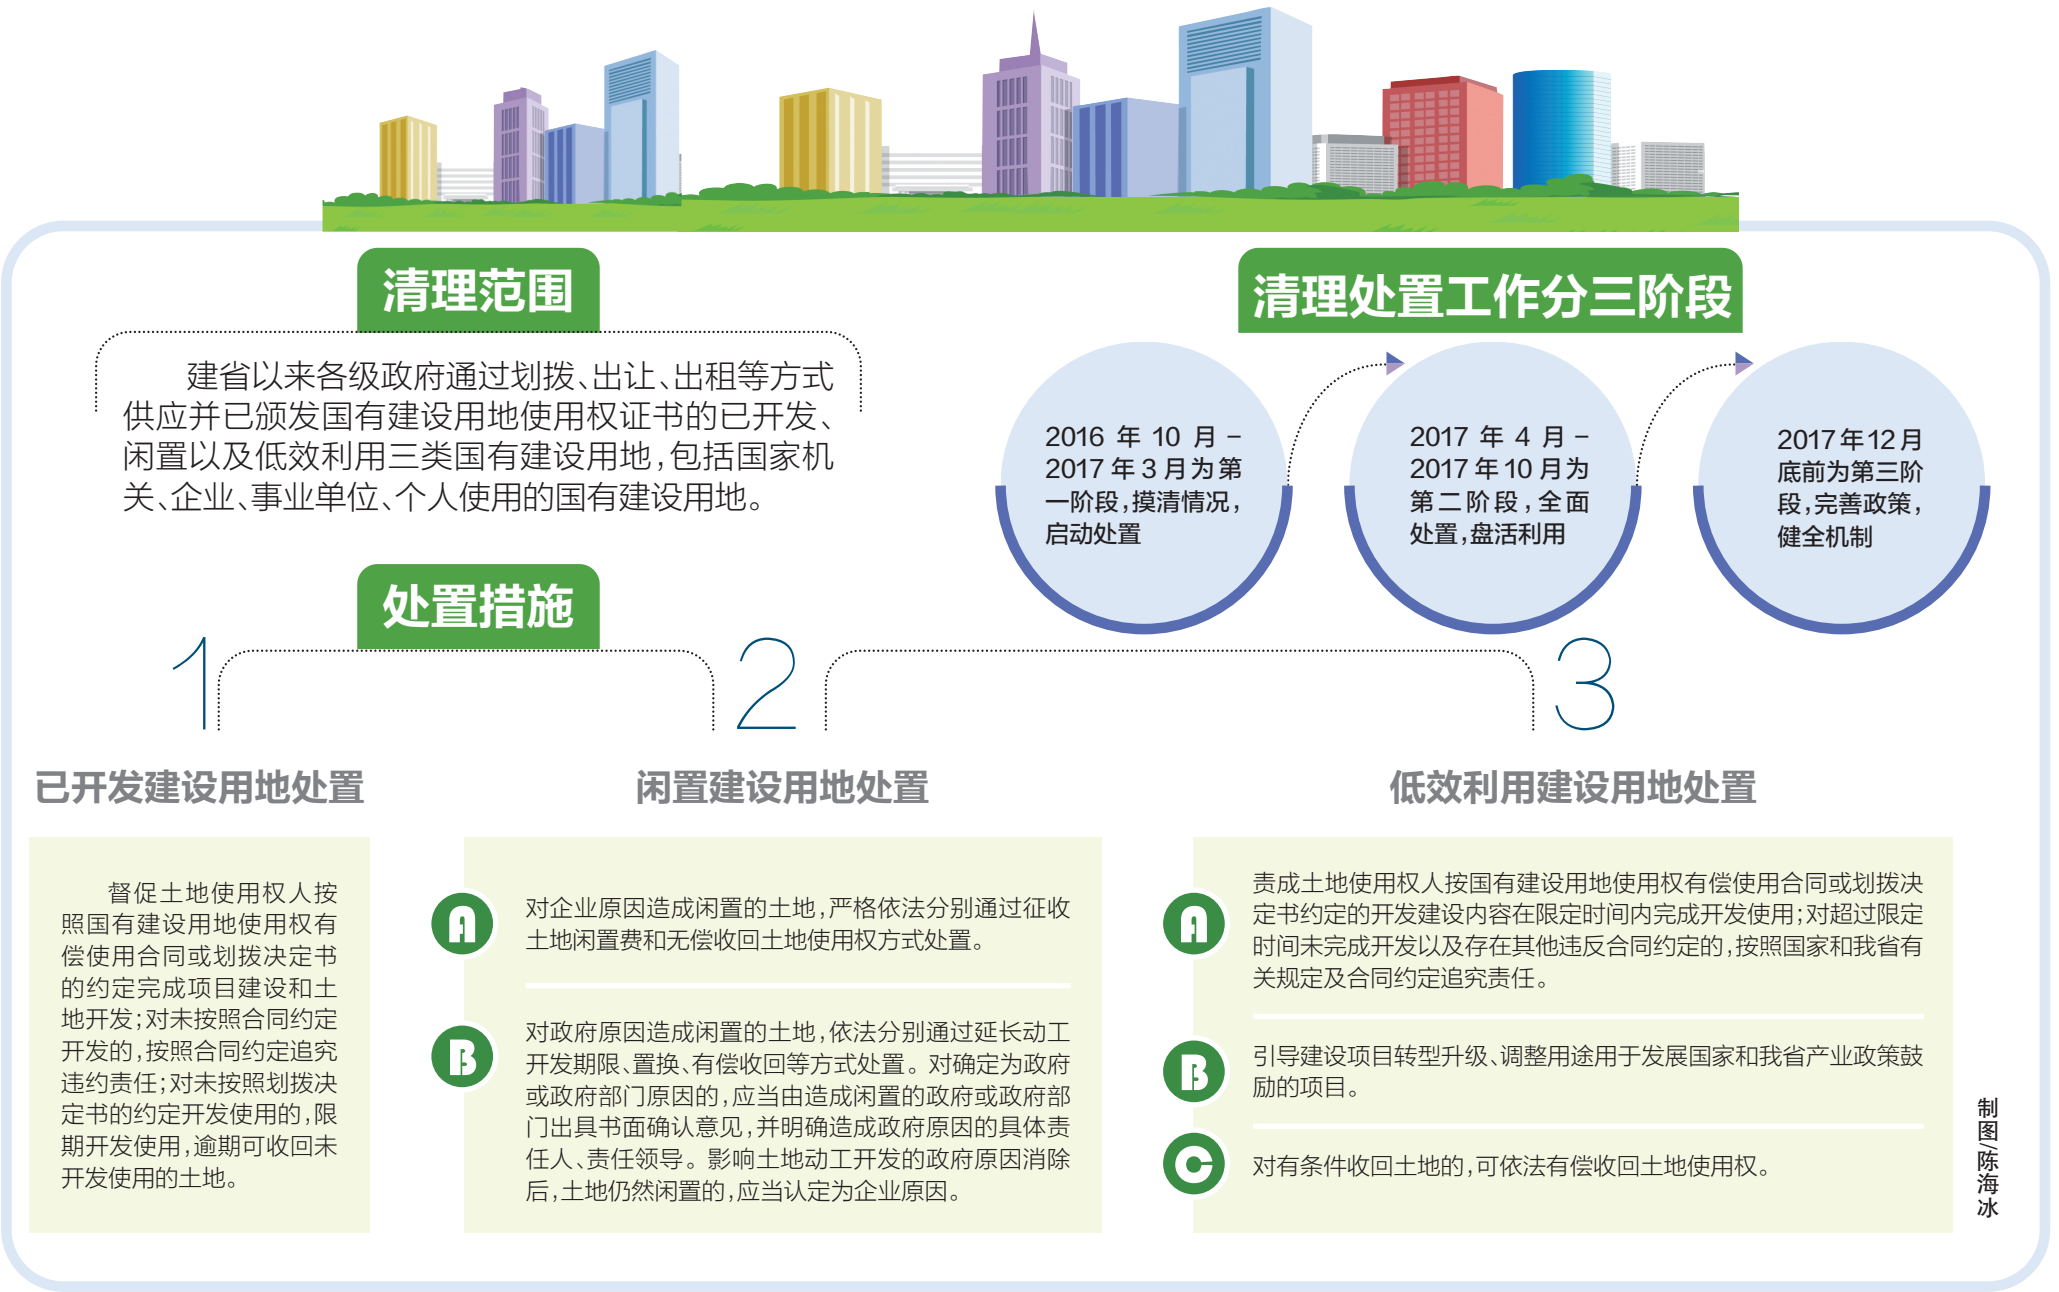 清理范围
建省以来各级政府通过划拨、出让、出租等方式
供应并已颁发国有建设用地使用权证书的已开发、
闲置以及低效利用三类国有建设用地,包括国家机
关、企业、事业单位、个人使用的国有建设用地。
清理处置工作分三阶段
2016 年 10 月－
2017 年 3 月为第
一阶段,摸清情况,
启动处置
2017 年 4 月－
2017 年 10 月为
第二阶段,全面
处置,盘活利用
2017 年 12 月
底前为第三阶
段,完善政策,
健全机制
处置措施
1
已开发建设用地处置
督促土地使用权人按
照国有建设用地使用权有
偿使用合同或划拨决定书
的约定完成项目建设和土
地开发;对未按照合同约定
开发的,按照合同约定追究
违约责任;对未按照划拨决
定书的约定开发使用的,限
期开发使用,逾期可收回未
开发使用的土地。
2
闲置建设用地处置
A
对企业原因造成闲置的土地,严格依法分别通过征收
土地闲置费和无偿收回土地使用权方式处置。
B
对政府原因造成闲置的土地,依法分别通过延长动工
开发期限、置换、有偿收回等方式处置。对确定为政府
或政府部门原因的,应当由造成闲置的政府或政府部
门出具书面确认意见,并明确造成政府原因的具体责
任人、责任领导。影响土地动工开发的政府原因消除
后,土地仍然闲置的,应当认定为企业原因。
3
低效利用建设用地处置
A
责成土地使用权人按国有建设用地使用权有偿使用合同或划拨决
定书约定的开发建设内容在限定时间内完成开发使用;对超过限定
时间未完成开发以及存在其他违反合同约定的,按照国家和我省有
关规定及合同约定追究责任。
B
引导建设项目转型升级、调整用途用于发展国家和我省产业政策鼓
励的项目。
C
对有条件收回土地的,可依法有偿收回土地使用权。
制图/陈海冰